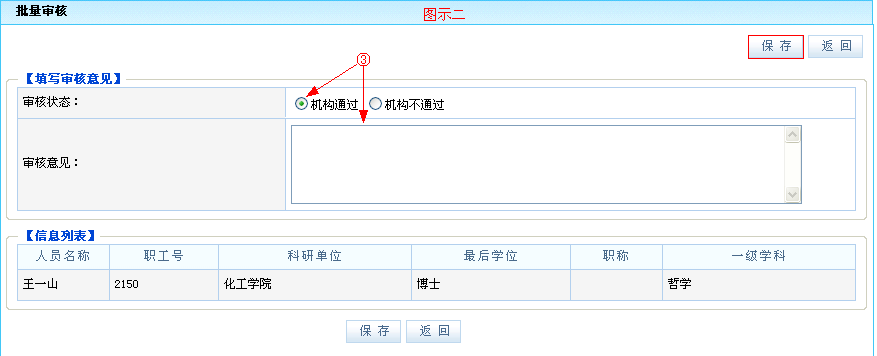 批量审核
图示二
保 存 返 回
③
【填写审核意见】
审核状态：
机构通过 机构不通过
审核意见：
【信息列表】
人员名称 职工号 科研单位 最后学位 职称 一级学科
王一山 2150 化工学院 博士 哲学
保 存 返 回